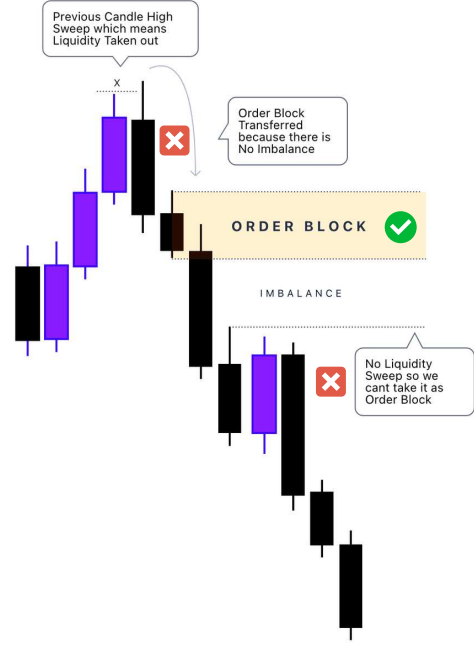 Previous Candle High
Sweep which means
Liquidity Taken out
X
Order Block
Transferred
because there is
No Imbalance
ORDER BLOCK
IMBALANCE
No Liquidity
Sweep so we
cant take it as
Order Block